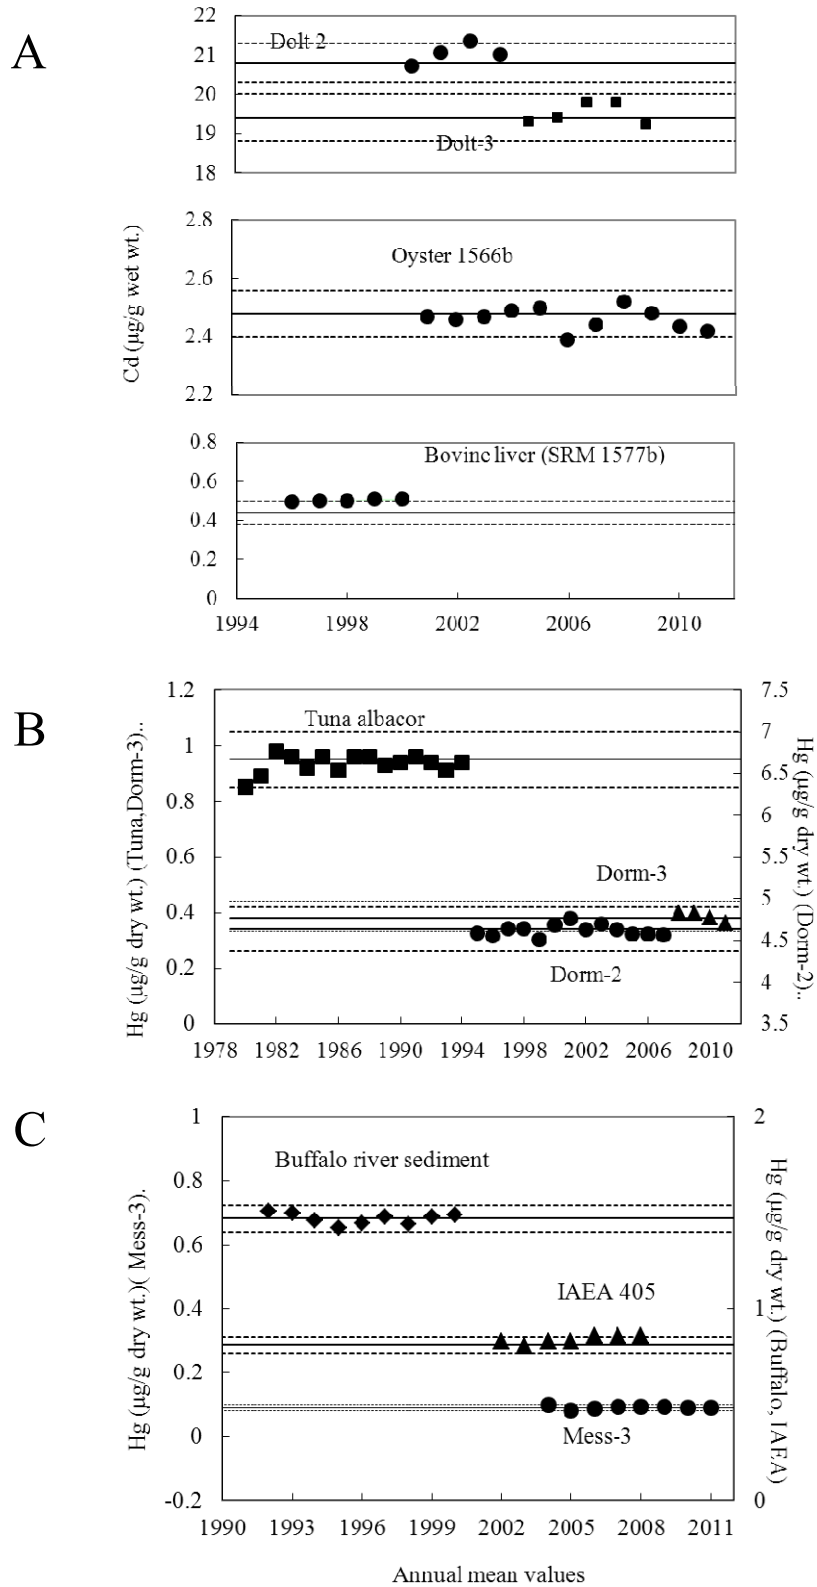 A
22
21
20
19
18
Dolt 2
Dolt-3
Cd (µg/g wet wt.)
2.8
2.6
2.4
2.2
Oyster 1566b
0.8
0.6
0.4
0.2
0
Bovine liver (SRM 1577b)
1994 1998 2002 2006 2010
B
Hg (µg/g dry wt.) (Tuna,Dorm-3)..
1.2
1
0.8
0.6
0.4
0.2
0
Tuna albacor
Dorm-3
Dorm-2
7.5
7
6.5
6
5.5
5
4.5
4
3.5
Hg (µg/g dry wt.) (Dorm-2)..
1978 1982 1986 1990 1994 1998 2002 2006 2010
C
Hg (µg/g dry wt.)( Mess-3).
1
0.8
0.6
0.4
0.2
0
-0.2
Buffalo river sediment
IAEA 405
Mess-3
2
1
0
Hg (µg/g dry wt.) (Buffalo, IAEA)
1990 1993 1996 1999 2002 2005 2008 2011
Annual mean values